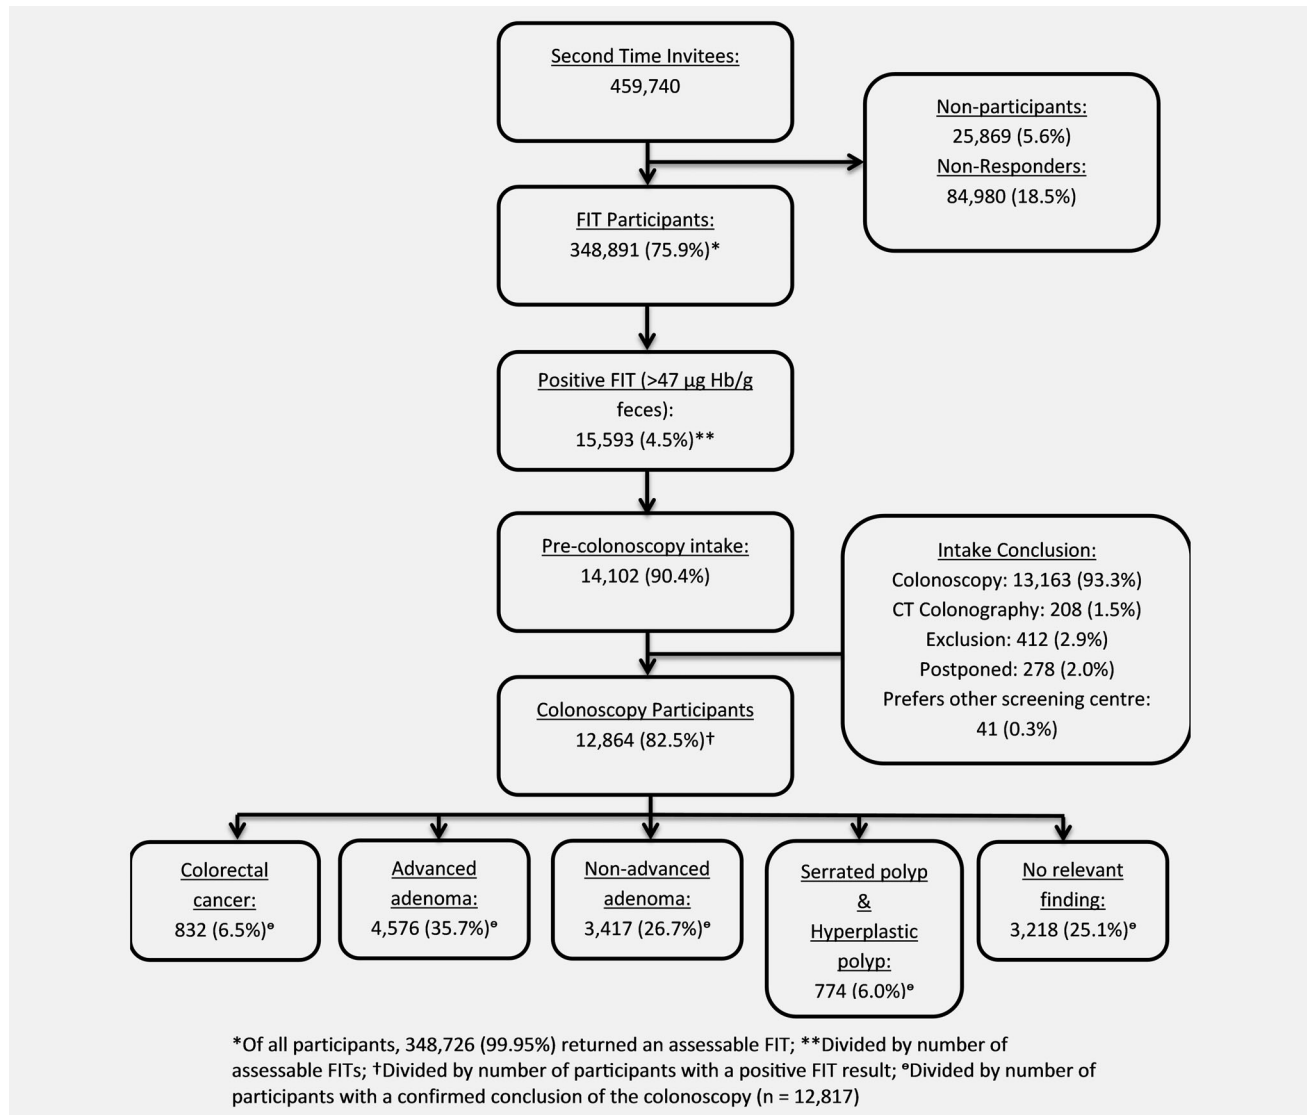 Second Time Invitees:
459,740
Non-participants:
25,869 (5.6%)
Non-Responders:
84,980 (18.5%)
FIT Participants:
348,891 (75.9%)*
Positive FIT (>47 µg Hb/g
feces):
15,593 (4.5%)**
Pre-colonoscopy intake:
14,102 (90.4%)
Intake Conclusion:
Colonoscopy: 13,163 (93.3%)
CT Colonography: 208 (1.5%)
Exclusion: 412 (2.9%)
Postponed: 278 (2.0%)
Prefers other screening centre:
41 (0.3%)
Colonoscopy Participants
12,864 (82.5%)†
Colorectal
cancer:
832 (6.5%)ᶱ
Advanced
adenoma:
4,576 (35.7%)ᶱ
Non-advanced
adenoma:
3,417 (26.7%)ᶱ
Serrated polyp
&
Hyperplastic
polyp:
774 (6.0%)ᶱ
No relevant
finding:
3,218 (25.1%)ᶱ
*Of all participants, 348,726 (99.95%) returned an assessable FIT; **Divided by number of
assessable FITs; †Divided by number of participants with a positive FIT result; ᶱDivided by number of
participants with a confirmed conclusion of the colonoscopy (n = 12,817)